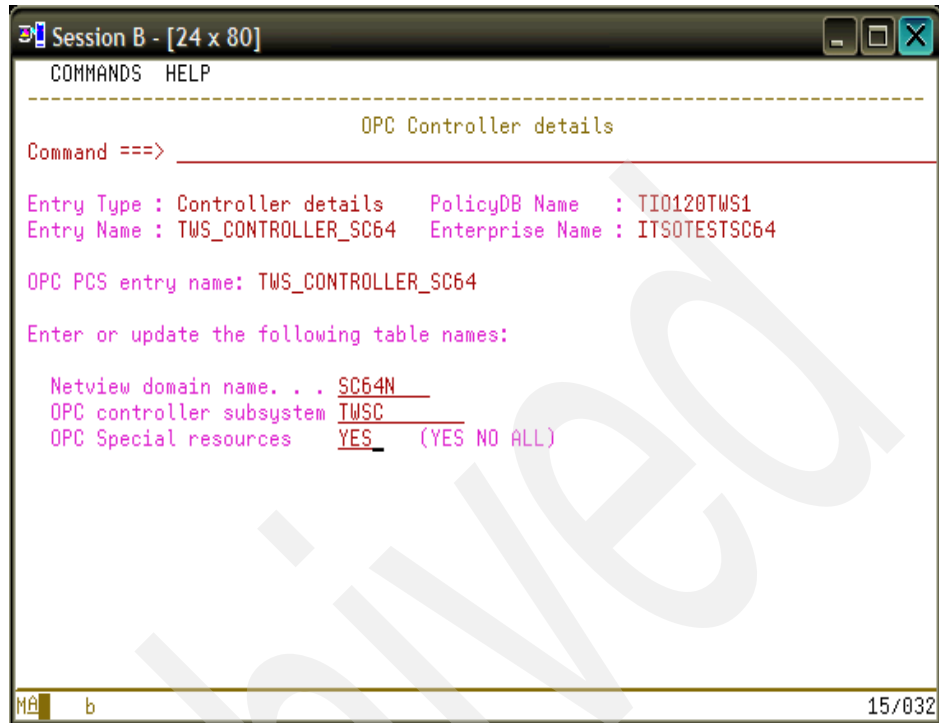 Session B - [24 x 80]
COMMANDS HELP
OPC Controller details
Command ===>
Entry Type : Controller details PolicyDB Name : TIO120TWS1
Entry Name : TWS_CONTROLLER_SC64 Enterprise Name : ITSOTESTSC64
OPC PCS entry name: TWS_CONTROLLER_SC64
Enter or update the following table names:
Netview domain name. . . SC64N
OPC controller subsystem TWSC
OPC Special resources YES_ (YES NO ALL)
MA b 15/032
hived